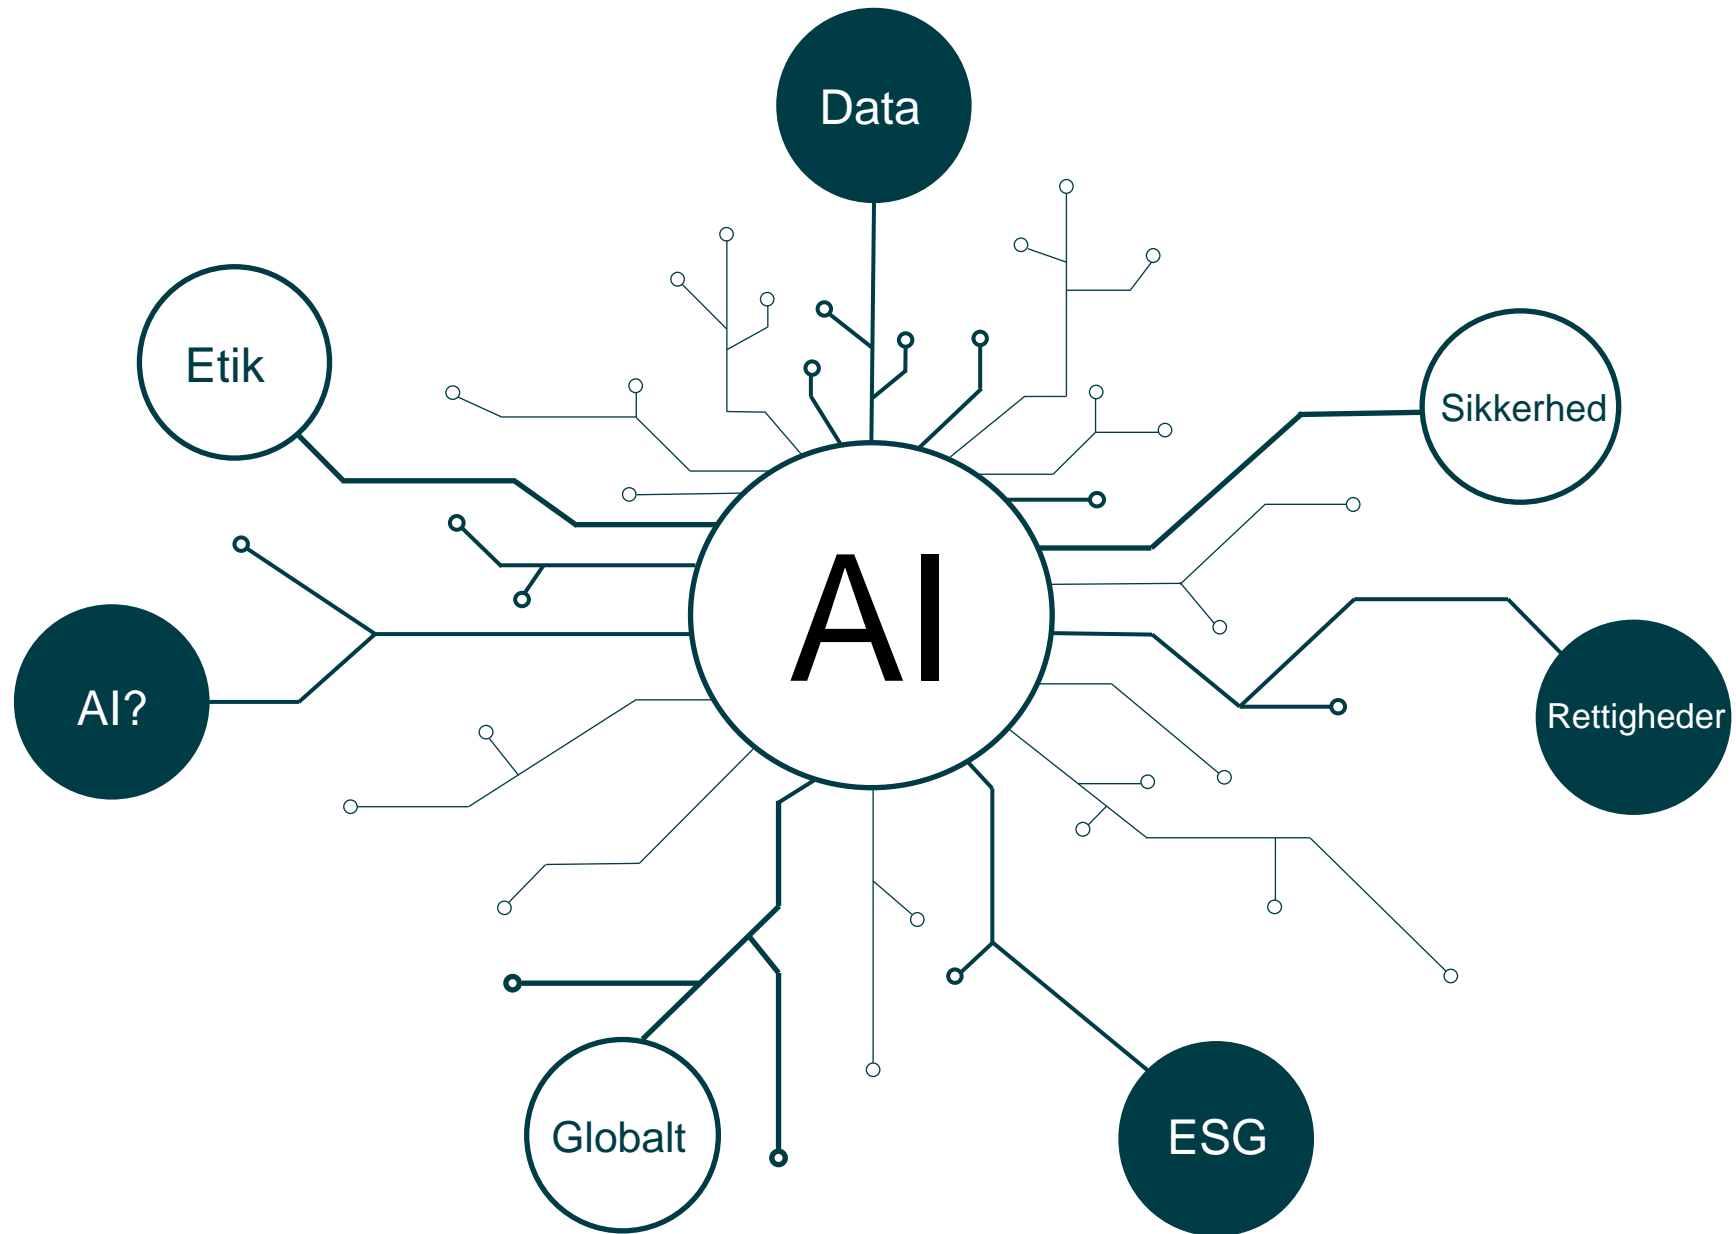 Data
Etik
Sikkerhed
AI
AI?
Rettigheder
Globalt
ESG